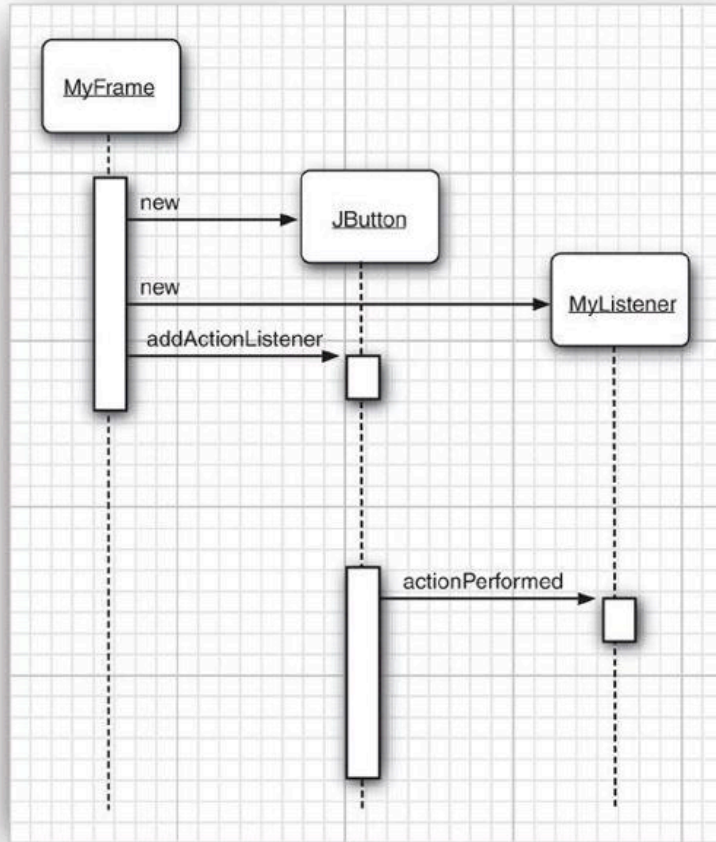 MyFrame
new
JButton
new
MyListener
addActionListener
actionPerformed